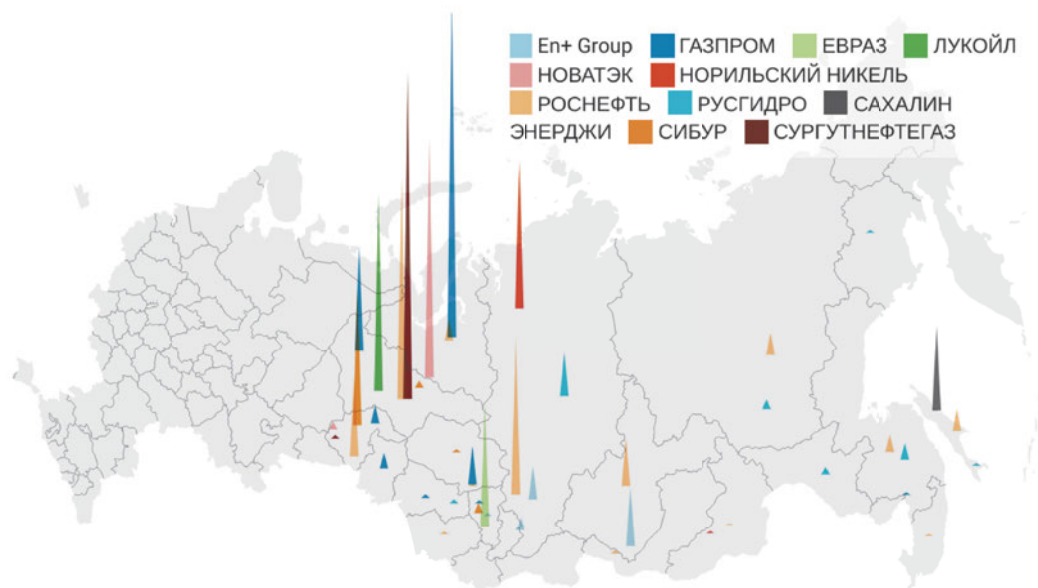 En+ Group ГАЗПРОМ ЕВРАЗ ЛУКОЙЛ
НОВАТЭК НОРИЛЬСКИЙ НИКЕЛЬ
РОСНЕФТЬ РУСГИДРО САХАЛИН
ЭНЕРДЖИ СИБУР СУРГУТНЕФТЕГАЗ